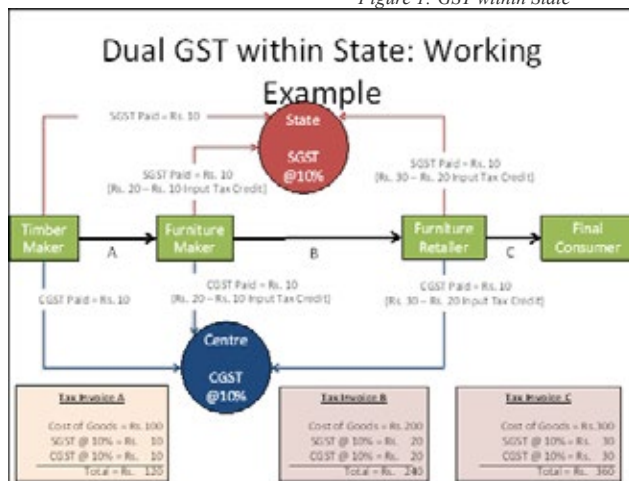 Figure 1: GST within State
Dual GST within State: Working
Example
SGST Paid = Rs. 10
State
SGST
@10%
SGST Paid = Rs. 10
(Rs. 20 – Rs. 10 Input Tax Credit)
SGST Paid = Rs. 10
(Rs. 30 – Rs. 20 Input Tax Credit)
Timber
Maker
A
Furniture
Maker
B
Furniture
Retailer
C
Final
Consumer
CGST Paid = Rs. 10
CGST Paid = Rs. 10
(Rs. 20 – Rs. 10 Input Tax Credit)
CGST Paid = Rs. 10
(Rs. 30 – Rs. 20 Input Tax Credit)
Centre
CGST
@10%
Tax Invoice A
Cost of Goods = Rs. 100
SGST @ 10% = Rs. 10
CGST @ 10% = Rs. 10
Total = Rs. 120
Tax Invoice B
Cost of Goods = Rs. 200
SGST @ 10% = Rs. 20
CGST @ 10% = Rs. 20
Total = Rs. 240
Tax Invoice C
Cost of Goods = Rs. 300
SGST @ 10% = Rs. 30
CGST @ 10% = Rs. 30
Total = Rs. 360